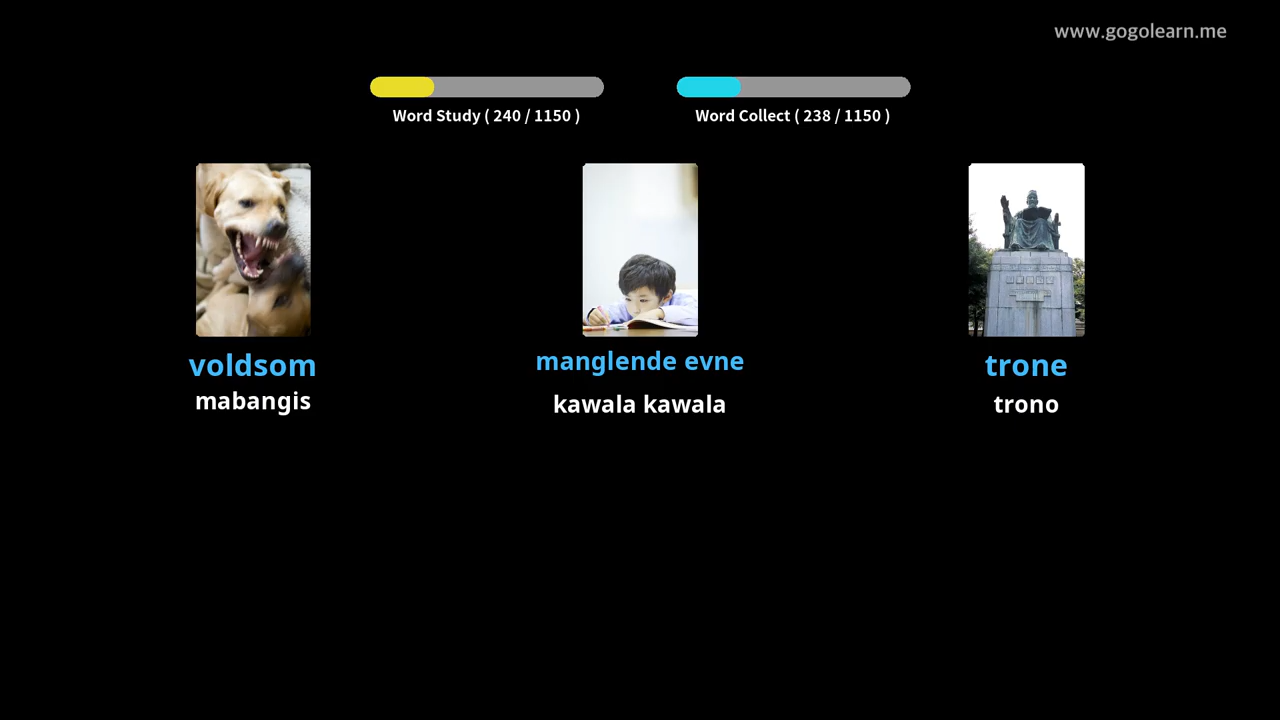 www.gogolearn.me
Word Study ( 240 / 1150 )
Word Collect ( 238 / 1150 )
voldsom
mabangis
manglende evne
kawala kawala
trone
trono